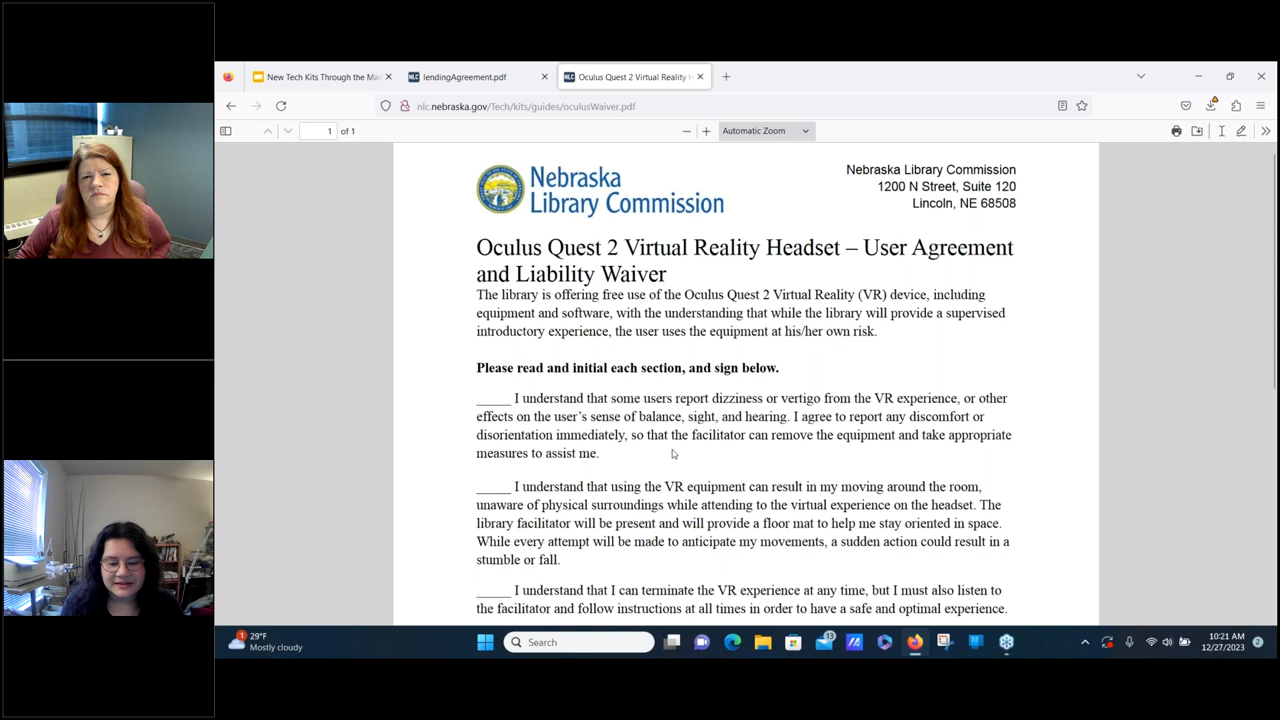 New Tech Kits Through the Mai
lendingAgreement.pdf
Oculus Quest 2 Virtual Reality H
nlc.nebraska.gov/Tech/kits/guides/oculusWaiver.pdf
1 of 1
Automatic Zoom
Nebraska
Library Commission
Nebraska Library Commission
1200 N Street, Suite 120
Lincoln, NE 68508
Oculus Quest 2 Virtual Reality Headset – User Agreement
and Liability Waiver
The library is offering free use of the Oculus Quest 2 Virtual Reality (VR) device, including
equipment and software, with the understanding that while the library will provide a supervised
introductory experience, the user uses the equipment at his/her own risk.
Please read and initial each section, and sign below.
_____ I understand that some users report dizziness or vertigo from the VR experience, or other
effects on the user’s sense of balance, sight, and hearing. I agree to report any discomfort or
disorientation immediately, so that the facilitator can remove the equipment and take appropriate
measures to assist me.
_____ I understand that using the VR equipment can result in my moving around the room,
unaware of physical surroundings while attending to the virtual experience on the headset. The
library facilitator will be present and will provide a floor mat to help me stay oriented in space.
While every attempt will be made to anticipate my movements, a sudden action could result in a
stumble or fall.
_____ I understand that I can terminate the VR experience at any time, but I must also listen to
the facilitator and follow instructions at all times in order to have a safe and optimal experience.
1
29°F
Mostly cloudy
Search
13
10:21 AM
12/27/2023
2